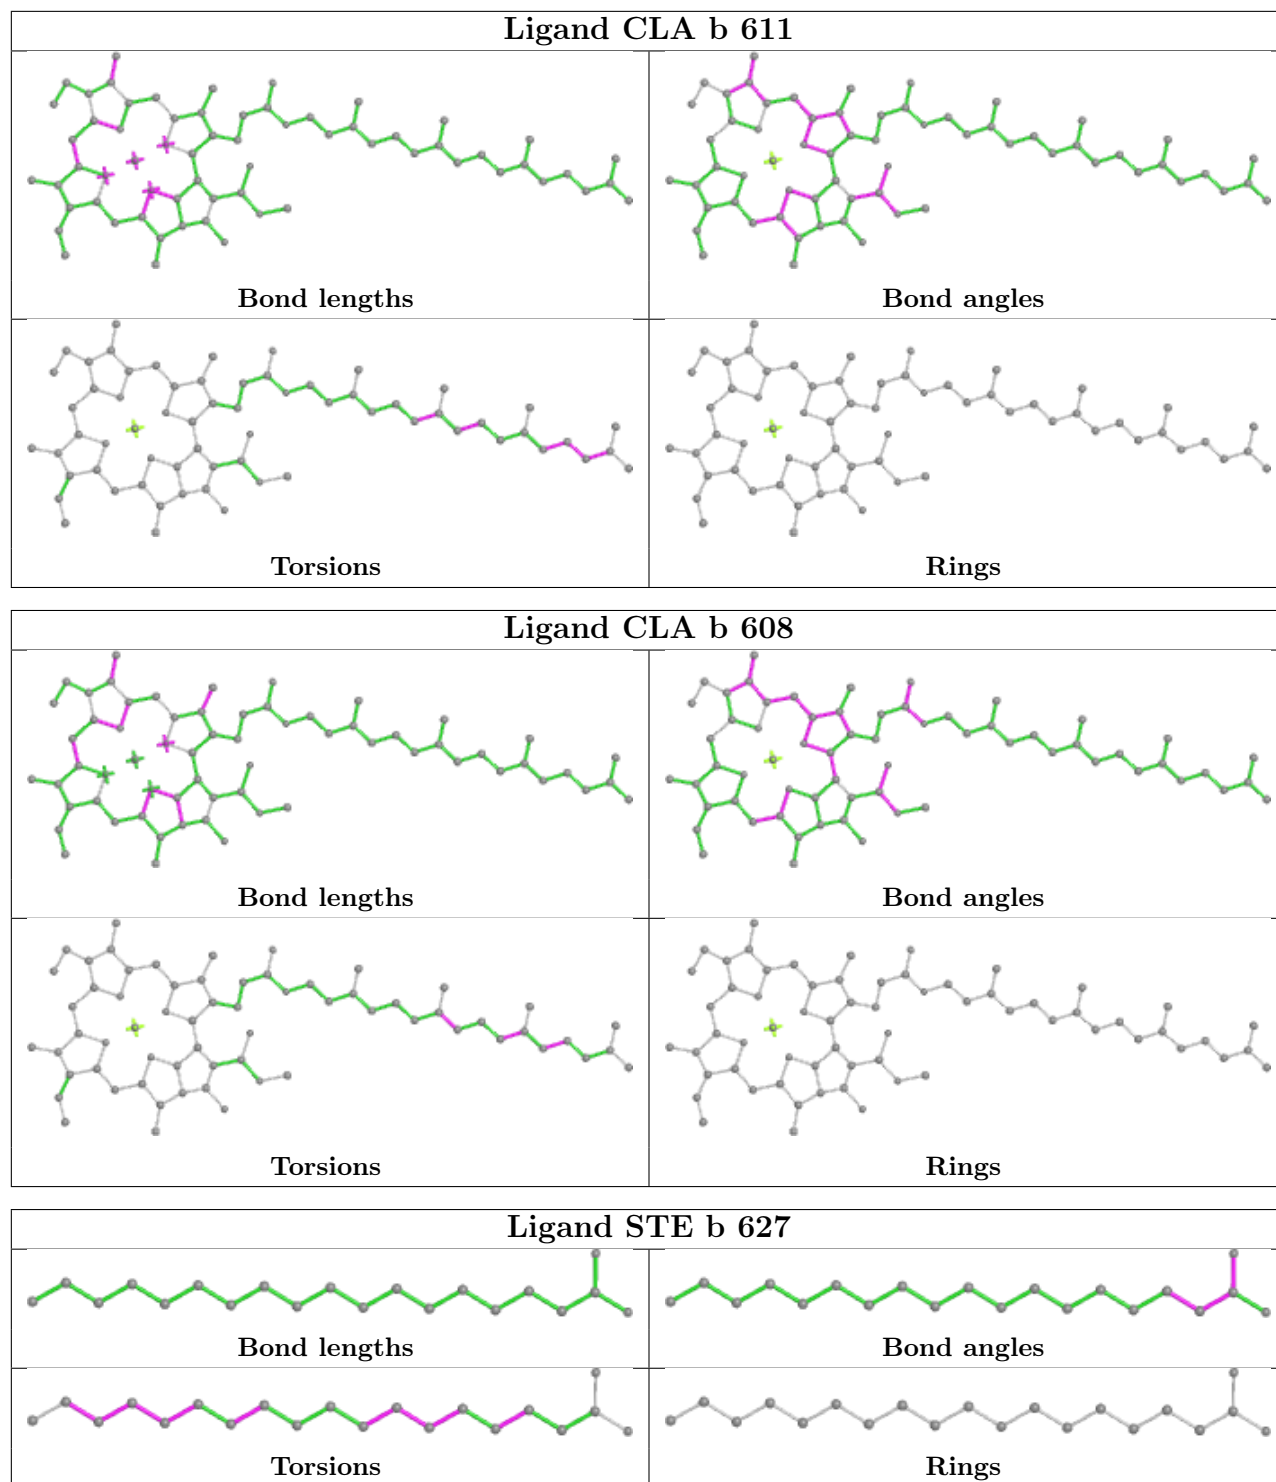 Ligand CLA b 611
Bond lengths
Bond angles
Torsions
Rings
Ligand CLA b 608
Bond lengths
Bond angles
Torsions
Rings
Ligand STE b 627
Bond lengths
Bond angles
Torsions
Rings